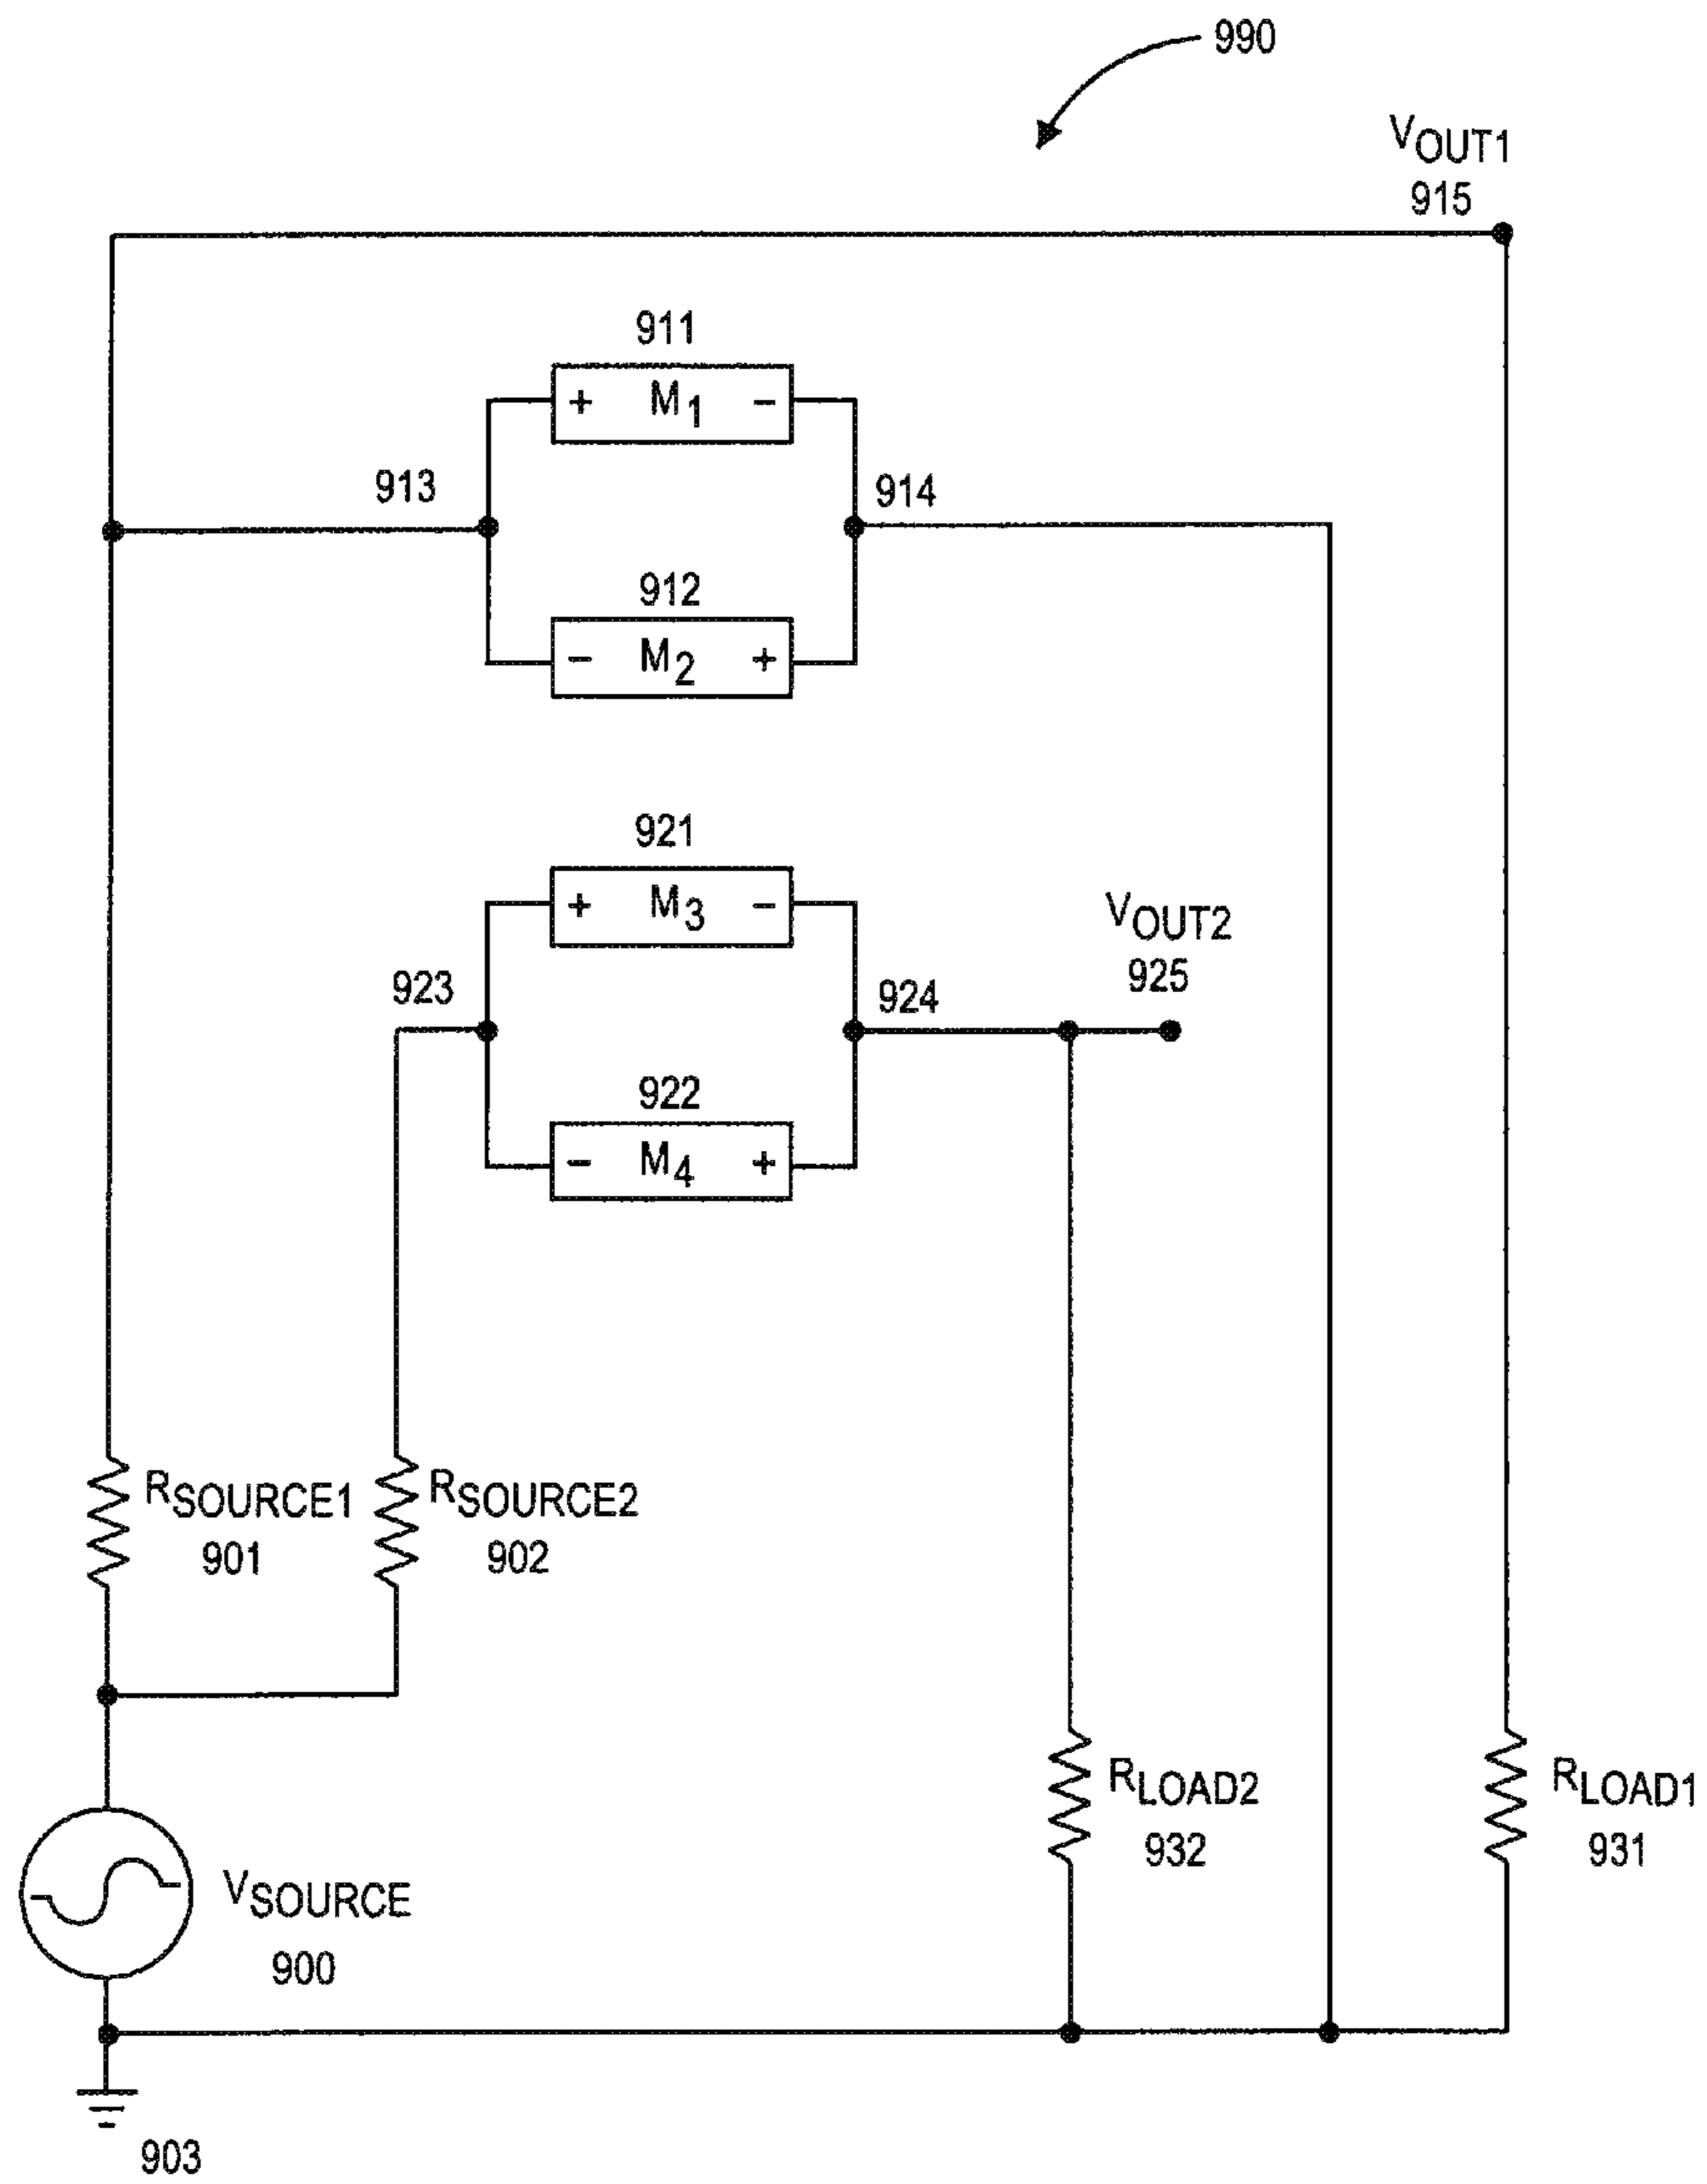 990
VOUT1
915
911
+ M1 −
913
914
912
− M2 +
921
+ M3 −
VOUT2
925
923
924
922
− M4 +
RSOURCE1
901
RSOURCE2
902
RLOAD2
932
RLOAD1
931
VSOURCE
900
903